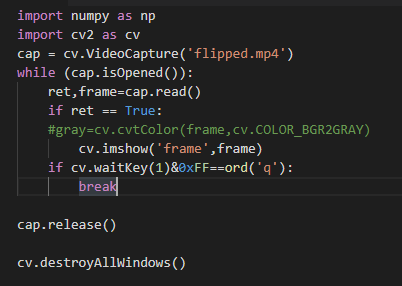 import numpy as np
import cv2 as cv
cap = cv.VideoCapture('flipped.mp4')
while (cap.isOpened()):
    ret,frame=cap.read()
    if ret == True:
    #gray=cv.cvtColor(frame,cv.COLOR_BGR2GRAY)
        cv.imshow('frame',frame)
    if cv.waitKey(1)&0xFF==ord('q'):
        break

cap.release()

cv.destroyAllWindows()